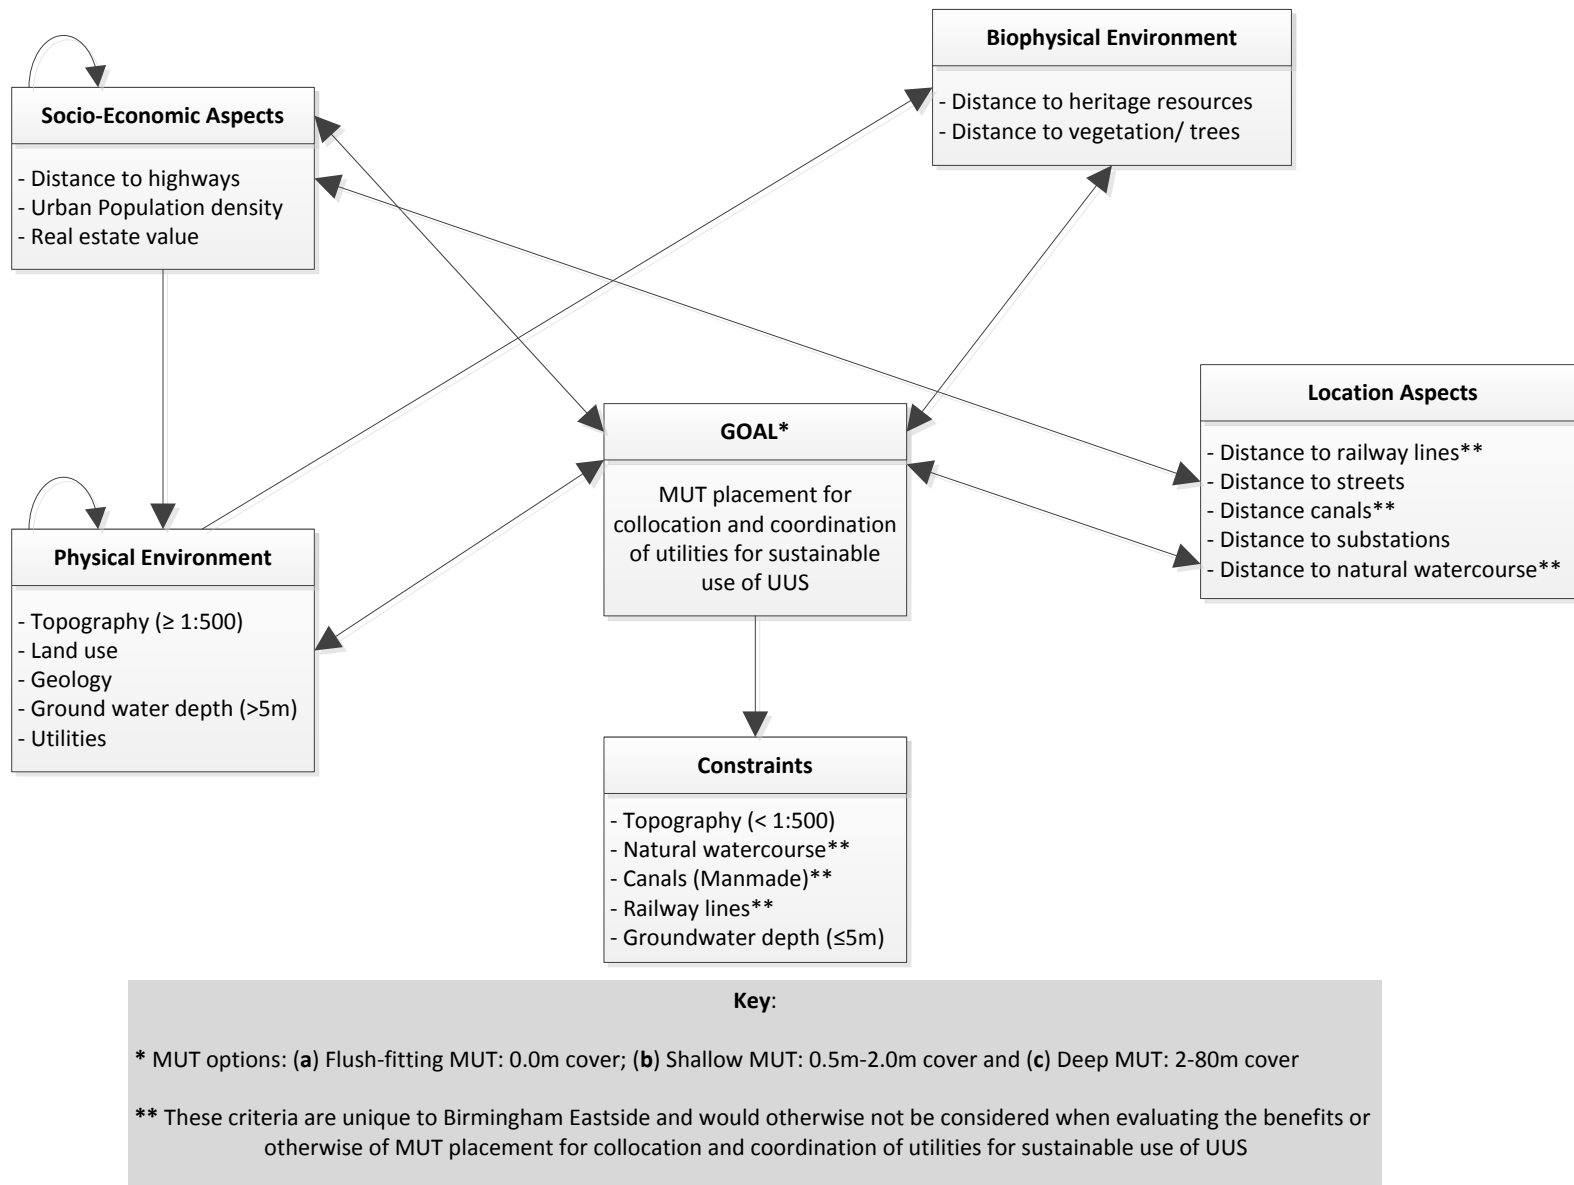 Biophysical Environment
- Distance to heritage resources
- Distance to vegetation/ trees
Socio-Economic Aspects
- Distance to highways
- Urban Population density
- Real estate value
Location Aspects
- Distance to railway lines**
- Distance to streets
- Distance canals**
- Distance to substations
- Distance to natural watercourse**
GOAL*
MUT placement for
collocation and coordination
of utilities for sustainable
use of UUS
Physical Environment
- Topography (≥ 1:500)
- Land use
- Geology
- Ground water depth (>5m)
- Utilities
Constraints
- Topography (< 1:500)
- Natural watercourse**
- Canals (Manmade)**
- Railway lines**
- Groundwater depth (≤5m)
Key:
* MUT options: (a) Flush-fitting MUT: 0.0m cover; (b) Shallow MUT: 0.5m-2.0m cover and (c) Deep MUT: 2-80m cover
** These criteria are unique to Birmingham Eastside and would otherwise not be considered when evaluating the benefits or
otherwise of MUT placement for collocation and coordination of utilities for sustainable use of UUS